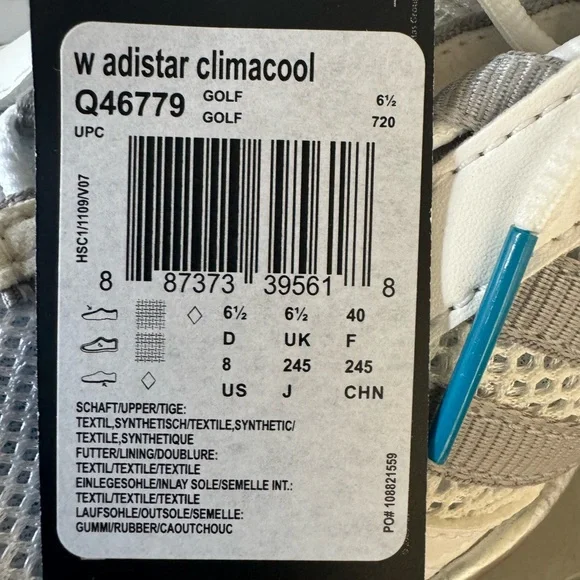 w adistar climacool
Q46779 GOLF 6½
GOLF 720
UPC
HSC1/1109/V07
8 87373 39561 8
6½ 6½ 40
D UK F
8 245 245
US J CHN
SCHAFT/UPPER/TIGE:
TEXTIL,SYNTHETISCH/TEXTILE,SYNTHETIC/
TEXTILE,SYNTHETIQUE
FUTTER/LINING/DOUBLURE:
TEXTIL/TEXTILE/TEXTILE
EINLEGESOHLE/INLAY SOLE/SEMELLE INT.:
TEXTIL/TEXTILE/TEXTILE
LAUFSOHLE/OUTSOLE/SEMELLE:
GUMMI/RUBBER/CAOUTCHOUC
PO# 108821559